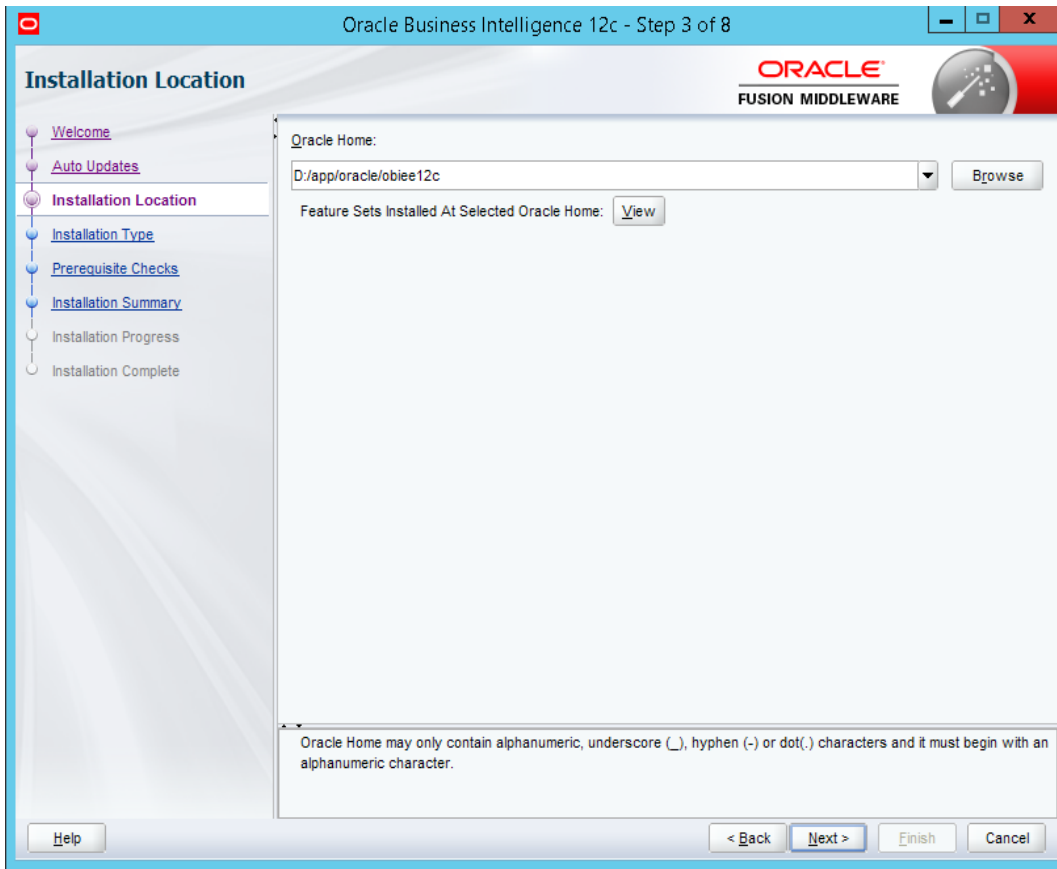 Oracle Business Intelligence 12c - Step 3 of 8
Installation Location
ORACLE
FUSION MIDDLEWARE
Welcome
Auto Updates
Installation Location
Installation Type
Prerequisite Checks
Installation Summary
Installation Progress
Installation Complete
Oracle Home:
D:/app/oracle/obiee12c
Browse
Feature Sets Installed At Selected Oracle Home: View
Oracle Home may only contain alphanumeric, underscore (_), hyphen (-) or dot(.) characters and it must begin with an
alphanumeric character.
Help
< Back Next > Finish Cancel